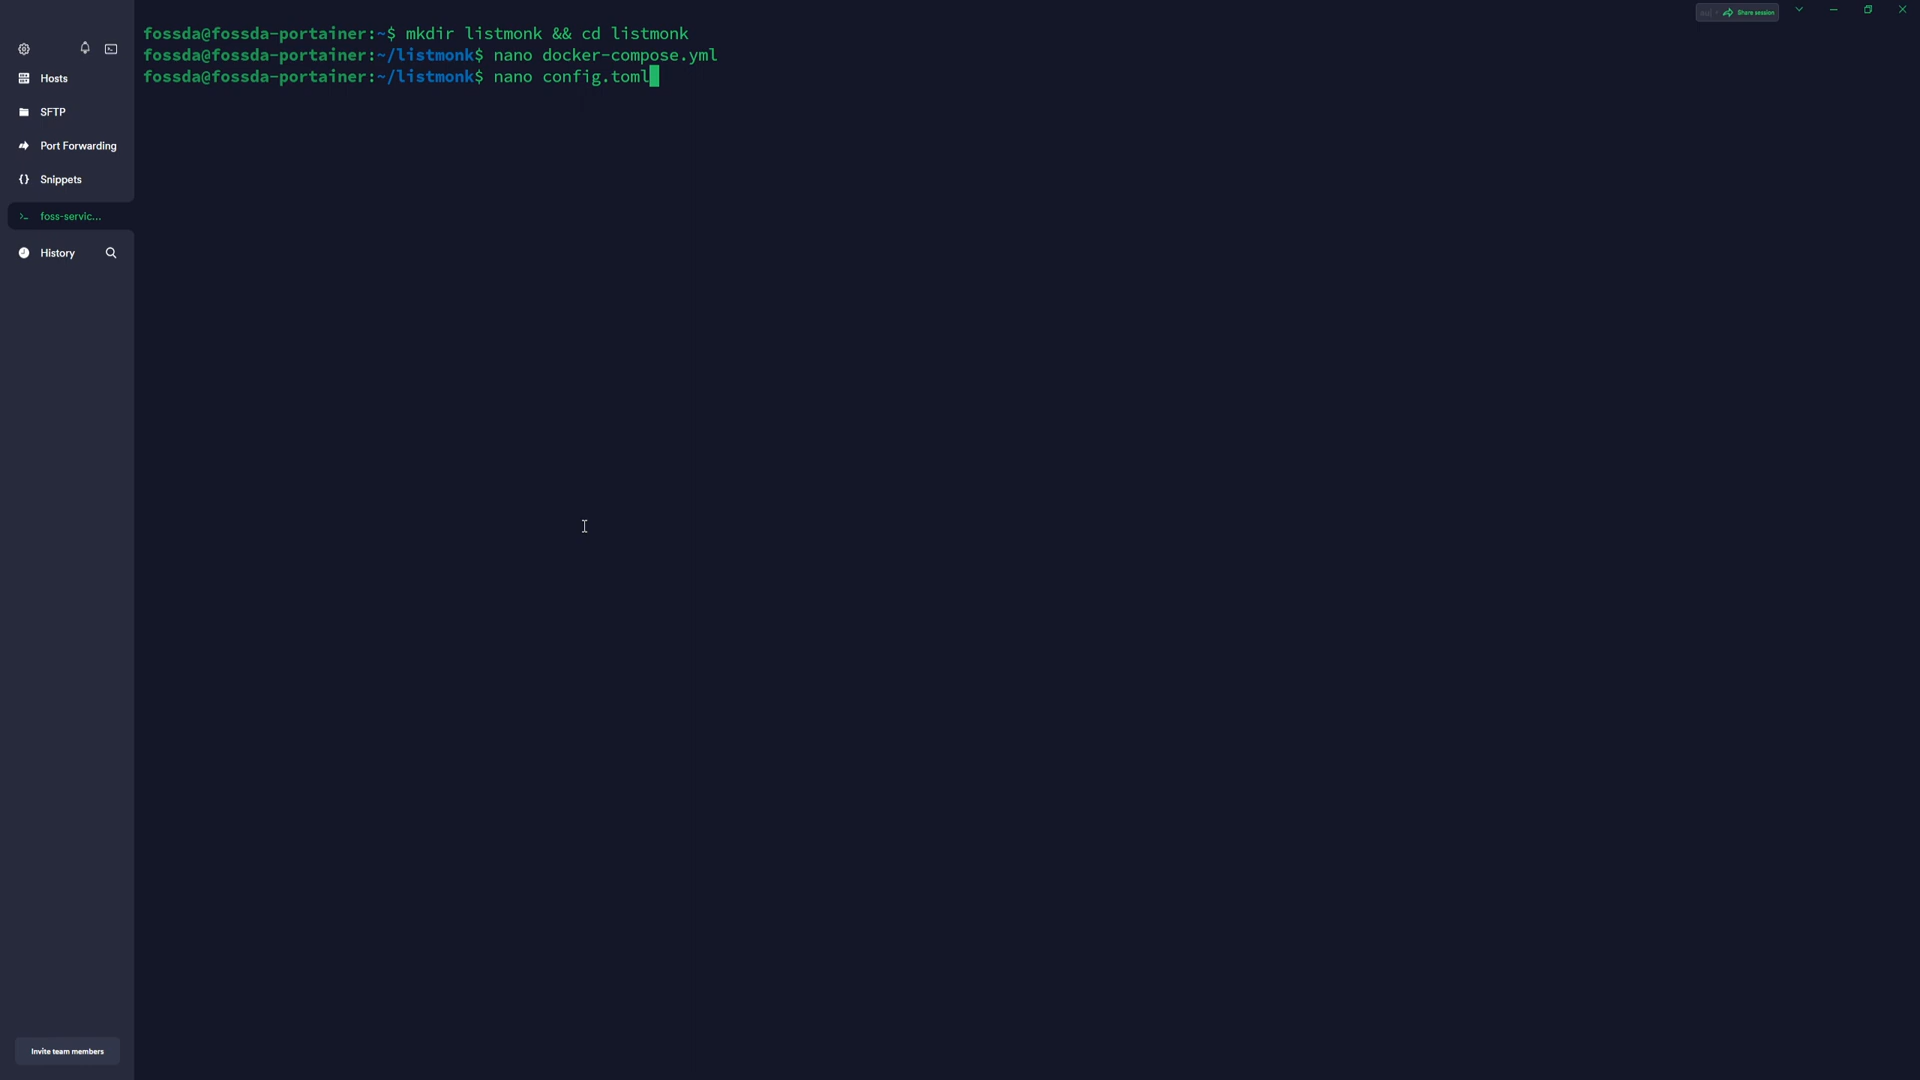 Share session
fossda@fossda-portainer:~$ mkdir listmonk && cd listmonk
fossda@fossda-portainer:~/listmonk$ nano docker-compose.yml
fossda@fossda-portainer:~/listmonk$ nano config.toml
Hosts
SFTP
Port Forwarding
Snippets
foss-servic...
History
Invite team members